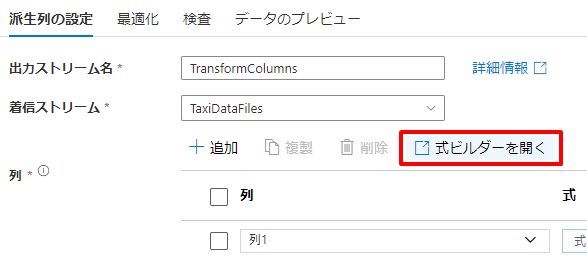 派生列の設定 最適化 検査 データのプレビュー
出力ストリーム名 * TransformColumns 詳細情報
着信ストリーム * TaxiDataFiles
追加 複製 削除 式ビルダーを開く
列 *
列 式
列1 式